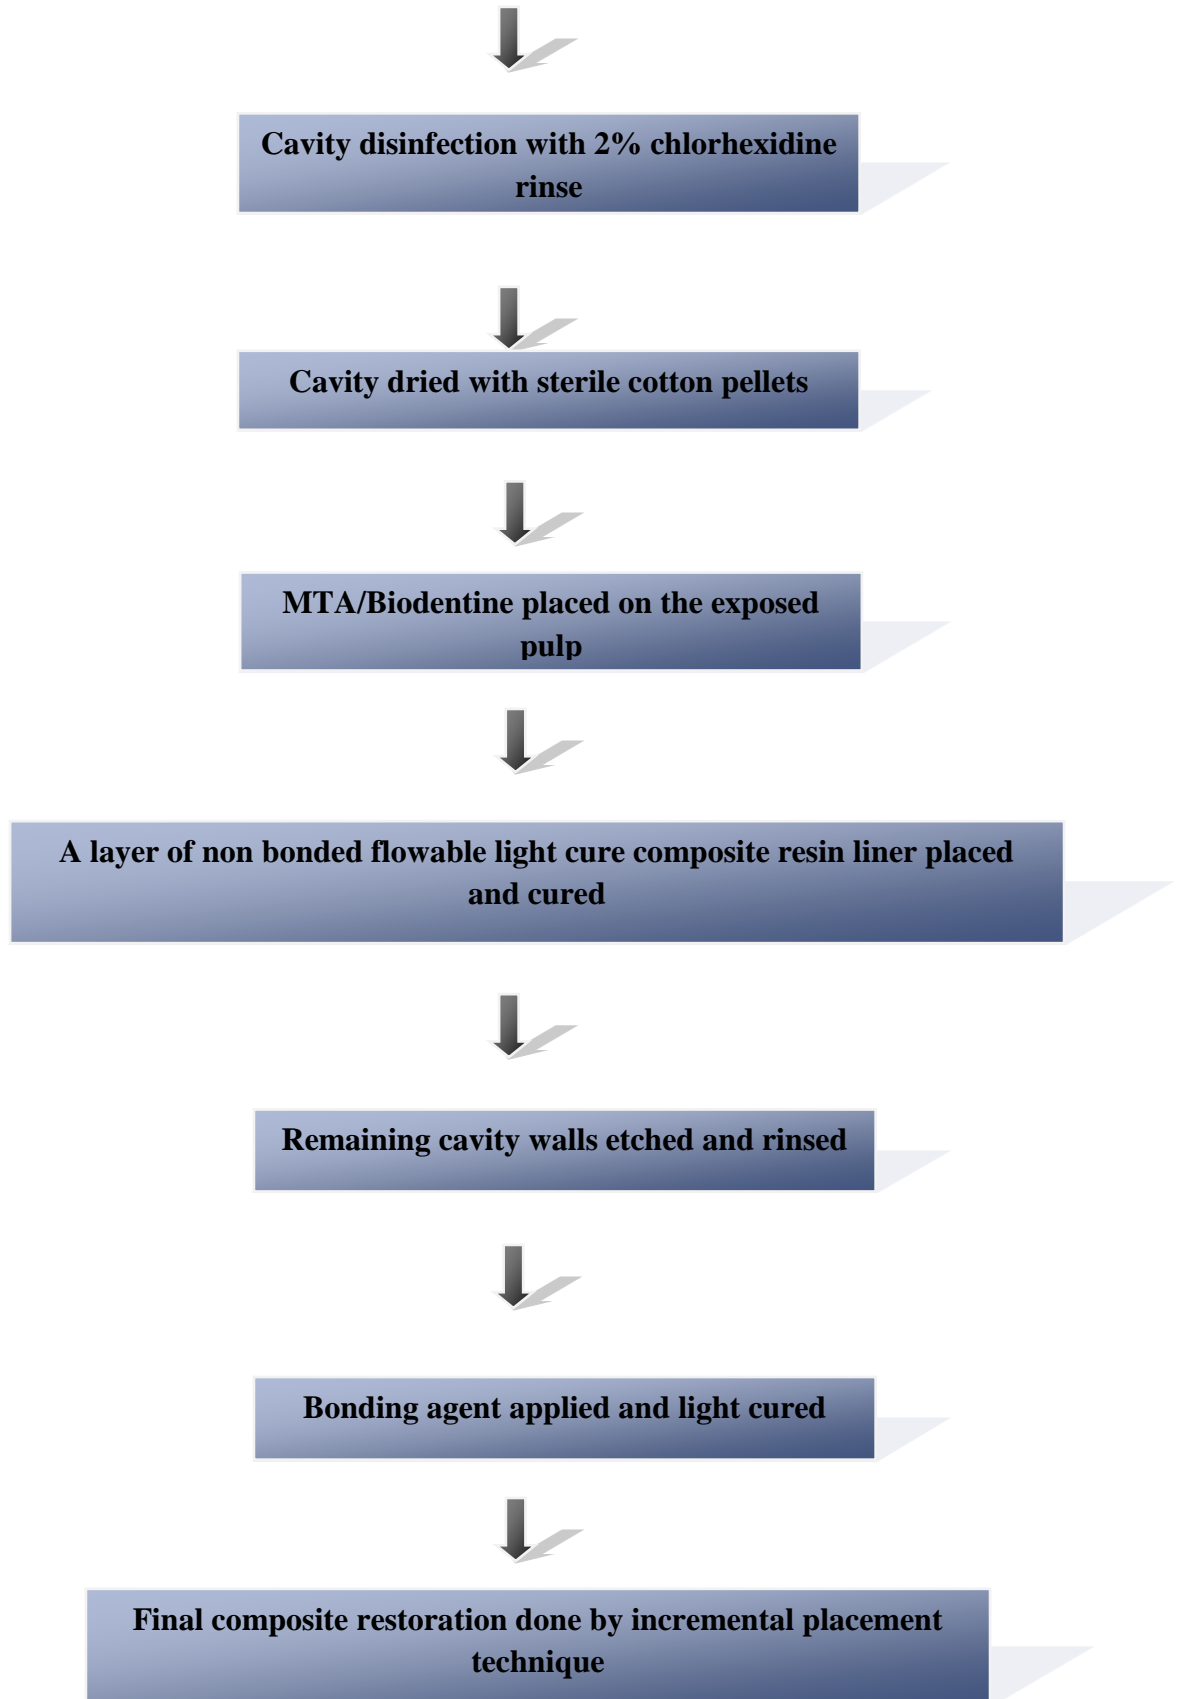 Cavity disinfection with 2% chlorhexidine
rinse
Cavity dried with sterile cotton pellets
MTA/Biodentine placed on the exposed
pulp
A layer of non bonded flowable light cure composite resin liner placed
and cured
Remaining cavity walls etched and rinsed
Bonding agent applied and light cured
Final composite restoration done by incremental placement
technique